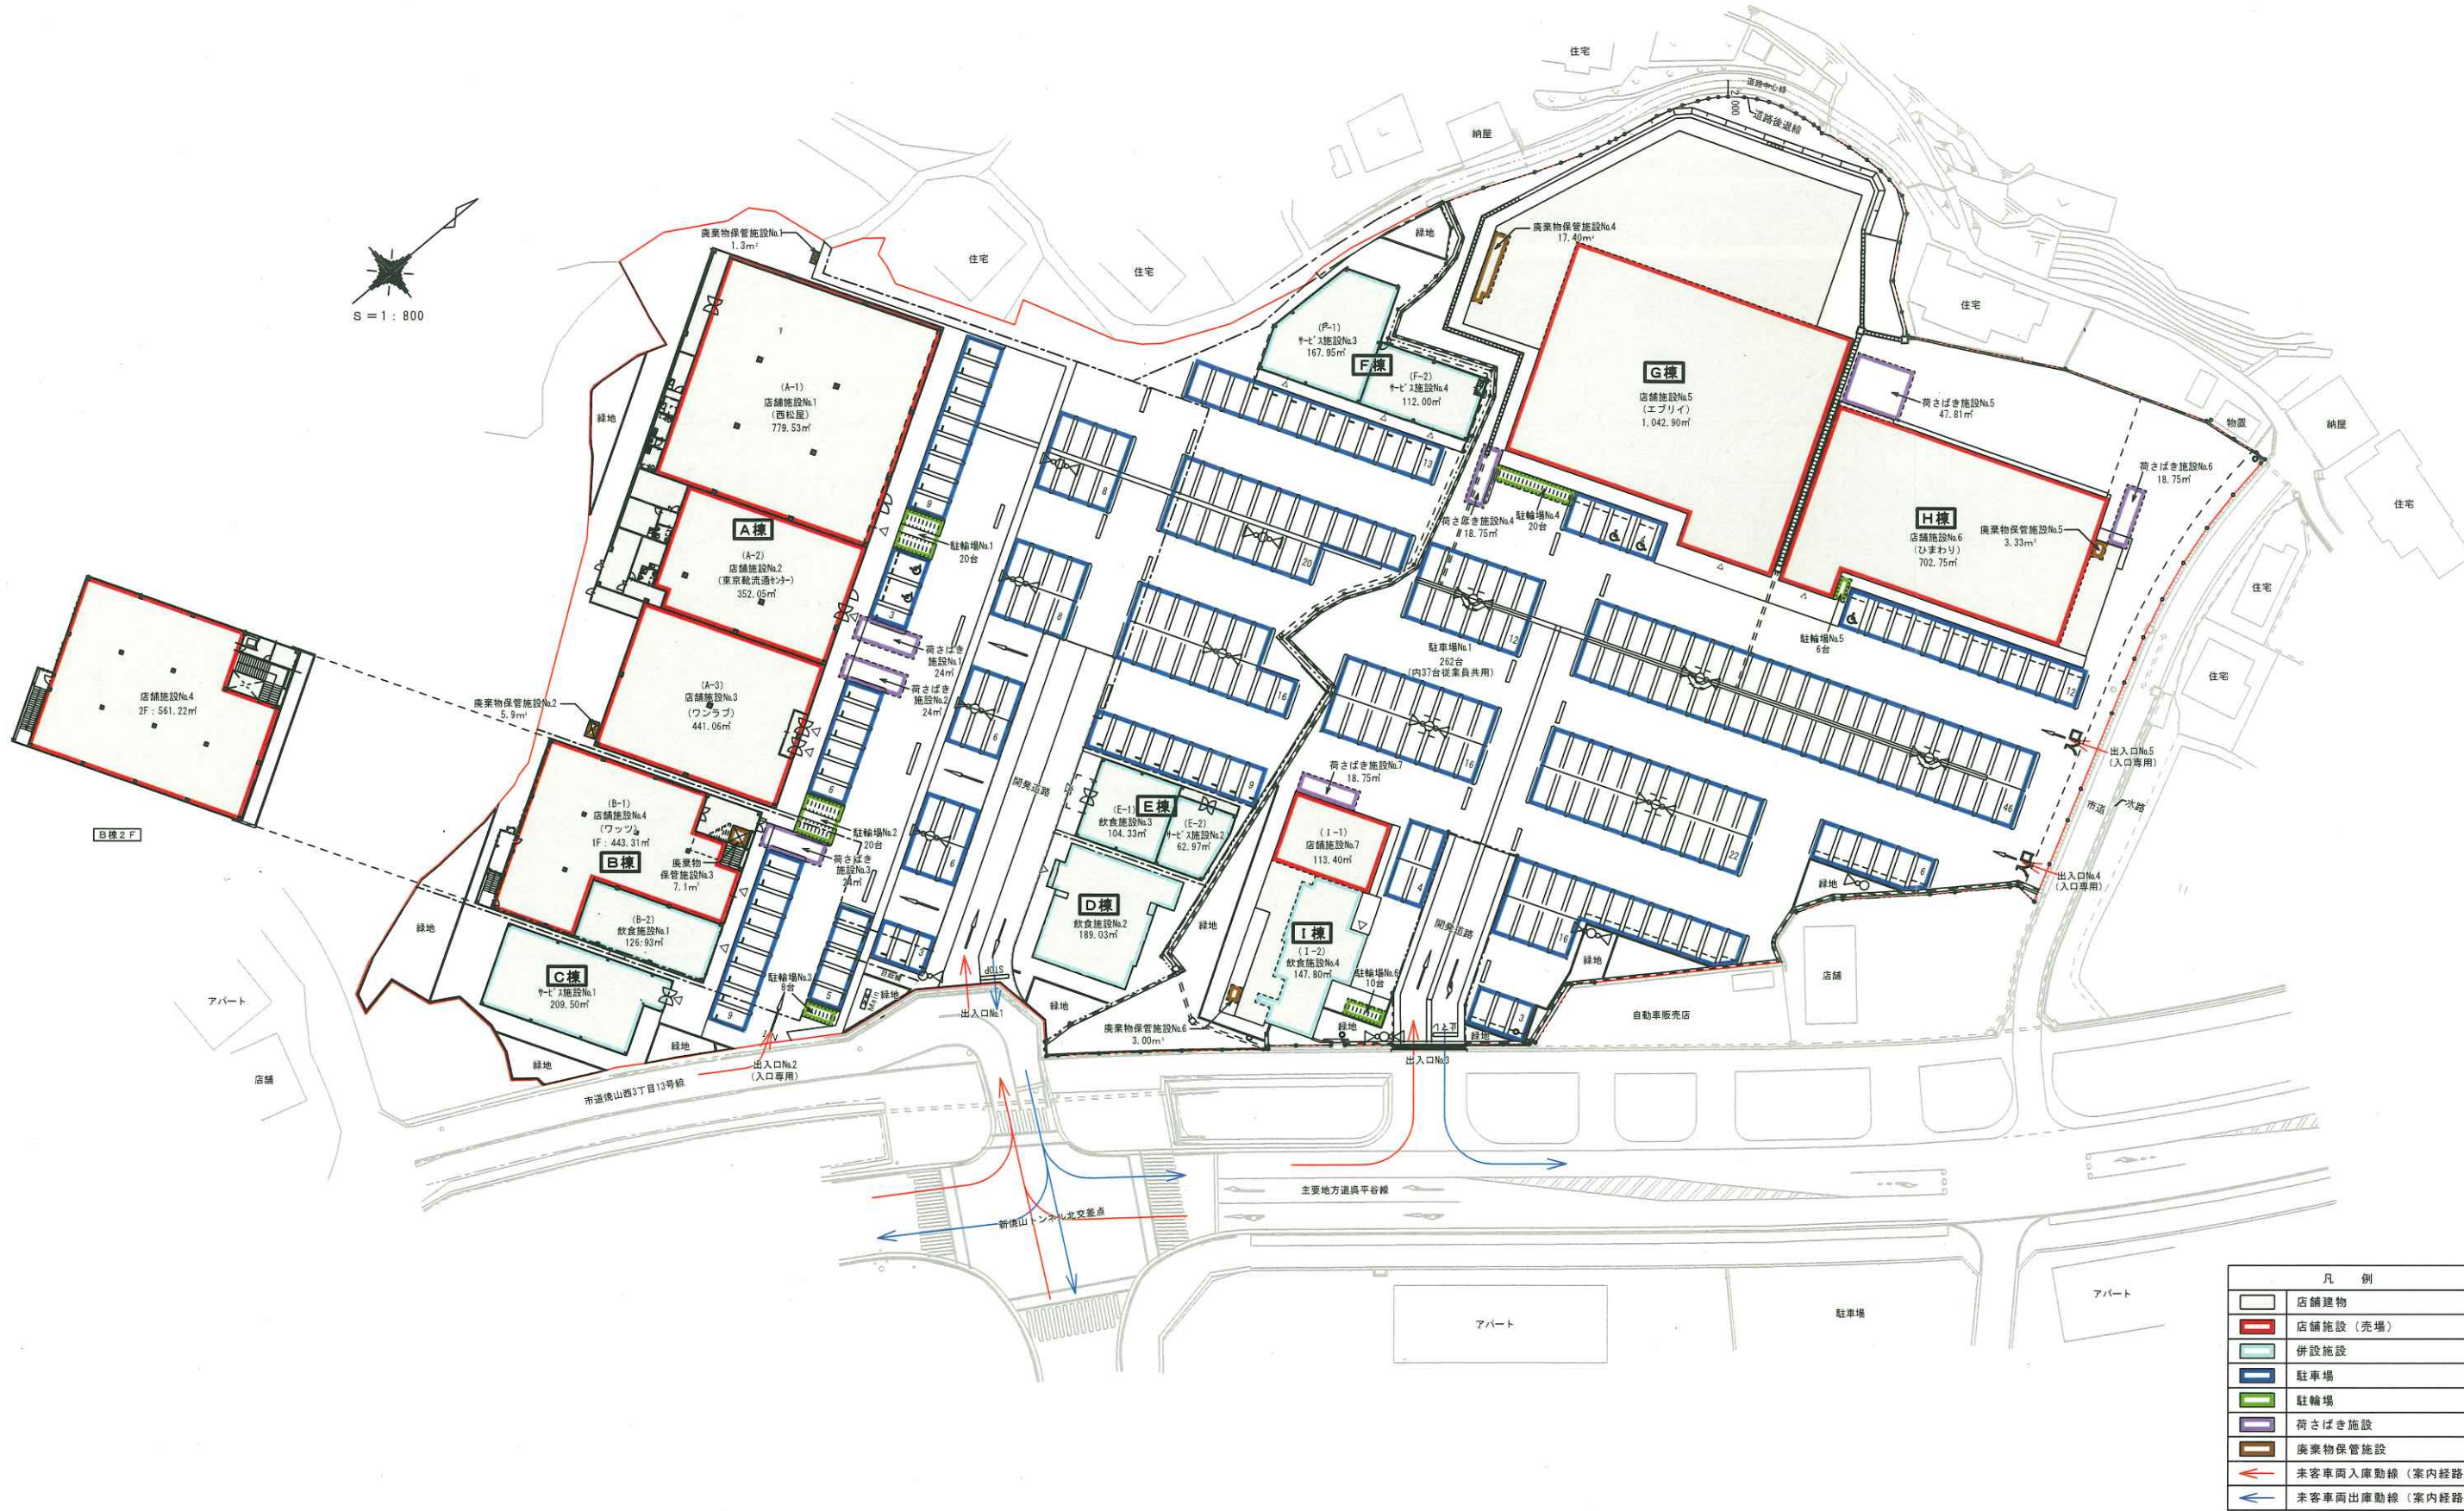 住宅
道路中心線
2,000
道路後退線
納屋
廃棄物保管施設No.1
1.3㎡
住宅
住宅
緑地
廃棄物保管施設No.4
17.40㎡
住宅
S=1:800
(F-1)
サービス施設No.3
167.95㎡
F棟
(F-2)
サービス施設No.4
112.00㎡
G棟
店舗施設No.5
(エブリイ)
1,042.90㎡
荷さばき施設No.5
47.81㎡
物置
納屋
(A-1)
店舗施設No.1
(西松屋)
779.53㎡
緑地
荷さばき施設No.6
18.75㎡
住宅
A棟
(A-2)
店舗施設No.2
(東京靴流通センター)
352.05㎡
9
駐輪場No.1
20台
3
8
13
20
荷さばき施設No.4
18.75㎡
駐輪場No.4
20台
H棟
店舗施設No.6
(ひまわり)
702.75㎡
廃棄物保管施設No.5
3.33㎡
住宅
荷さばき
施設No.1
24㎡
荷さばき
施設No.2
24㎡
8
16
12
駐車場No.1
262台
(内37台従業員共用)
駐輪場No.5
6台
12
住宅
店舗施設No.4
2F:561.22㎡
B棟2F
廃棄物保管施設No.2
5.9㎡
(A-3)
店舗施設No.3
(ワンラブ)
441.06㎡
6
6
開発道路
9
16
46
出入口No.5
(入口専用)
市道
水路
(B-1)
店舗施設No.4
(ワッツ)
1F:443.31㎡
B棟
廃棄物
保管施設No.3
7.1㎡
駐輪場No.2
20台
荷さばき
施設No.3
24㎡
6
(E-1)
飲食施設No.3
104.33㎡
E棟
(E-2)
サービス施設No.2
62.97㎡
荷さばき施設No.7
18.75㎡
(I-1)
店舗施設No.7
113.40㎡
4
22
6
緑地
出入口No.4
(入口専用)
(B-2)
飲食施設No.1
126.93㎡
緑地
D棟
飲食施設No.2
189.03㎡
緑地
I棟
(I-2)
飲食施設No.4
147.80㎡
開発道路
16
緑地
店舗
C棟
サービス施設No.1
209.50㎡
駐輪場No.3
8台
9
5
3
Main
緑地
STOP
出入口No.1
緑地
廃棄物保管施設No.6
3.00㎡
駐輪場No.6
10台
緑地
出入口No.3
緑地
3
自動車販売店
アパート
店舗
緑地
緑地
出入口No.2
(入口専用)
市道焼山西3丁目13号線
主要地方道呉平谷線
新焼山トンネル北交差点
アパート
駐車場
アパート
凡 例
店舗建物
店舗施設(売場)
併設施設
駐車場
駐輪場
荷さばき施設
廃棄物保管施設
来客車両入庫動線(案内経路
来客車両出庫動線(案内経路